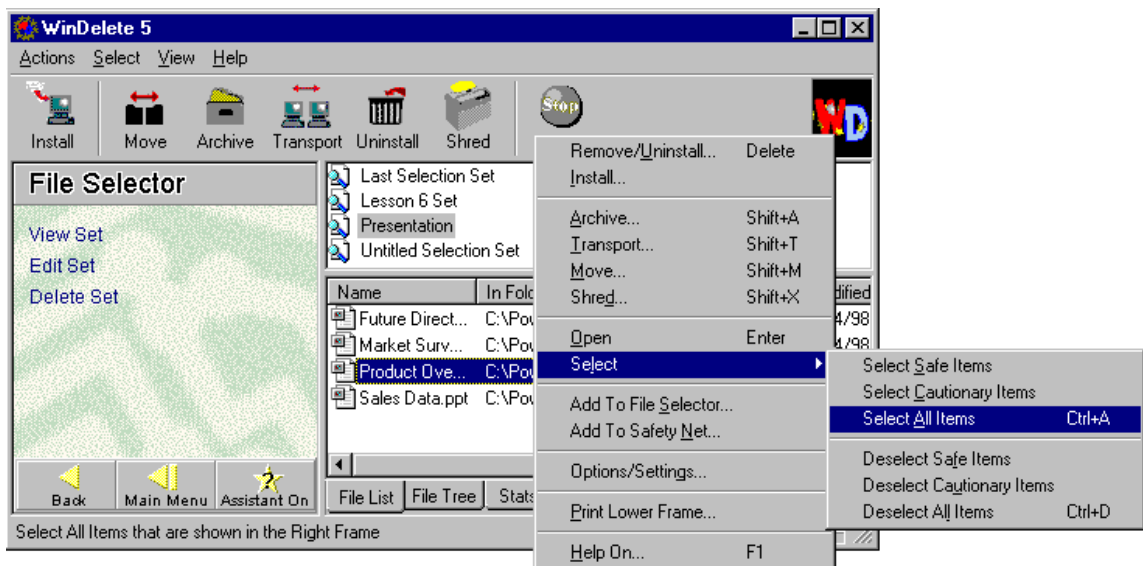 WinDelete 5
Actions Select View Help
Install Move Archive Transport Uninstall Shred Stop
WD
File Selector
View Set
Edit Set
Delete Set
Last Selection Set
Lesson 6 Set
Presentation
Untitled Selection Set
Name In Fold dified
Future Direct... C:\Pow 4/98
Market Surv... C:\Pow 4/98
Product Ove... C:\Pow
Sales Data.ppt C:\Pow
Back Main Menu Assistant On
File List File Tree Stats
Select All Items that are shown in the Right Frame
Remove/Uninstall... Delete
Install...
Archive... Shift+A
Transport... Shift+T
Move... Shift+M
Shred... Shift+X
Open Enter
Select
Add To File Selector...
Add To Safety Net...
Options/Settings...
Print Lower Frame...
Help On... F1
Select Safe Items
Select Cautionary Items
Select All Items Ctrl+A
Deselect Safe Items
Deselect Cautionary Items
Deselect All Items Ctrl+D